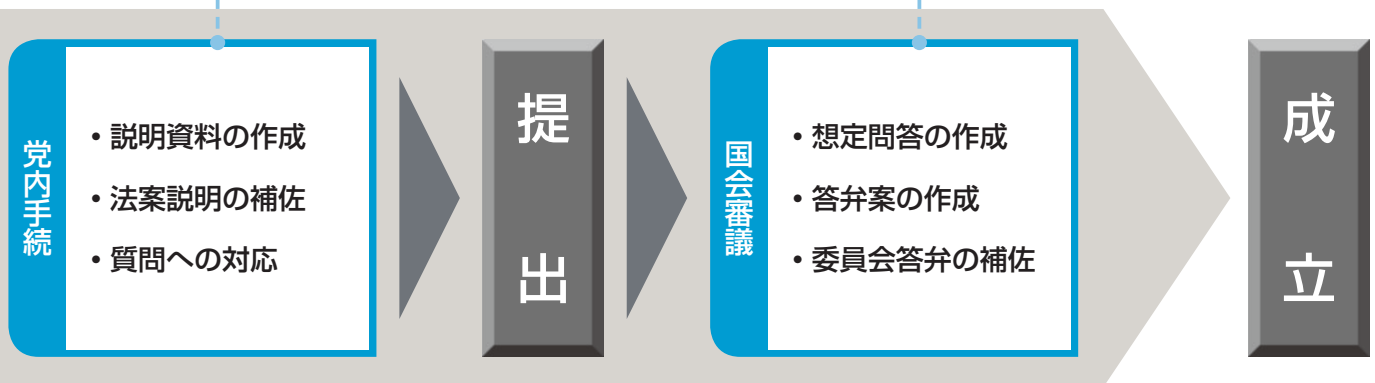 党内手続
・説明資料の作成
・法案説明の補佐
・質問への対応
提出
国会審議
・想定問答の作成
・答弁案の作成
・委員会答弁の補佐
成立